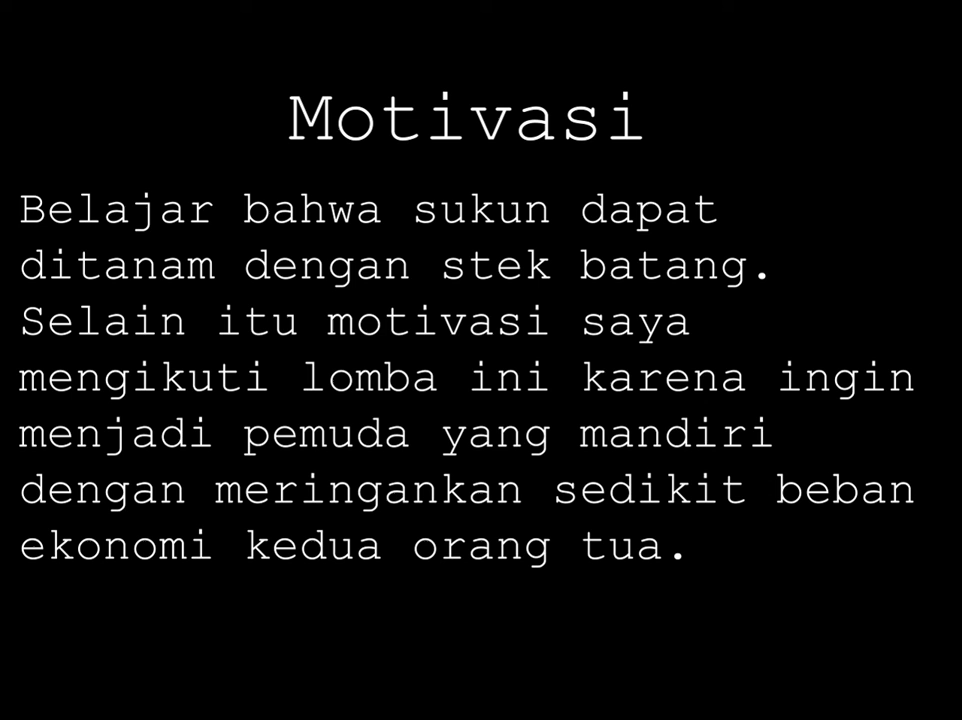 Motivasi
Belajar bahwa sukun dapat
ditanam dengan stek batang.
Selain itu motivasi saya
mengikuti lomba ini karena ingin
menjadi pemuda yang mandiri
dengan meringankan sedikit beban
ekonomi kedua orang tua.